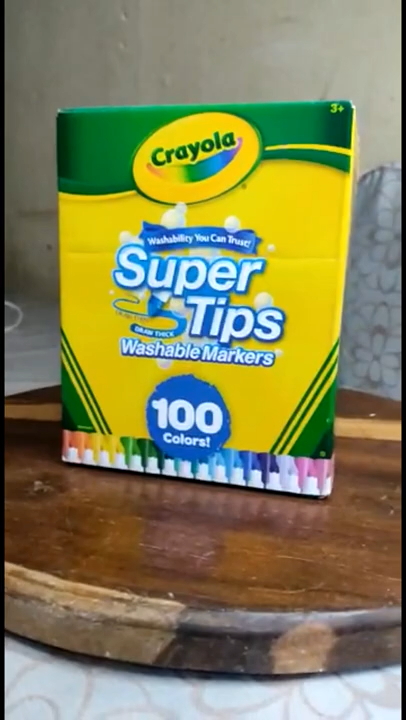 3+
Crayola
Washability You Can Trust!
Super
Tips
DRAW THICK
Washable Markers
100
Colors!